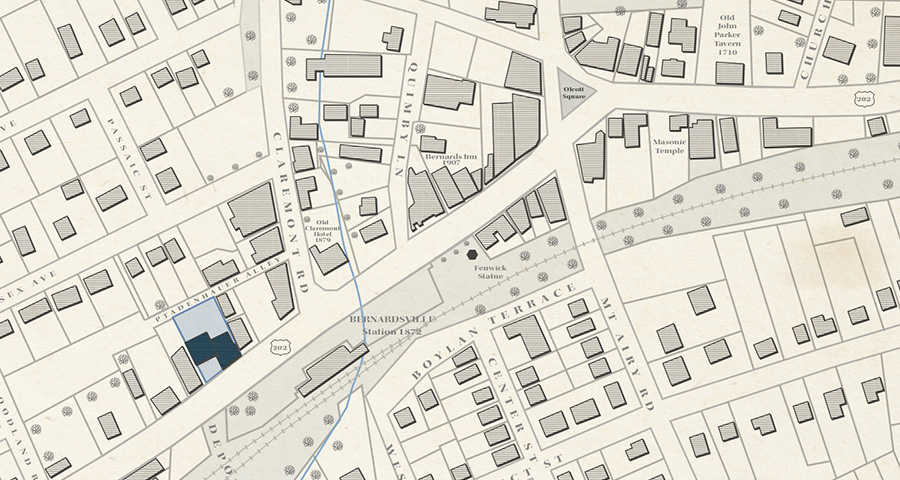 Old
John
Parker
Tavern
1710
CHURCH
Olcott
Square
202
QUIMBY LN
PASSAIC ST
CLAREMONT RD
Masonic
Temple
Bernards Inn
1907
Old
Claremont
Hotel
1879
Fenwick
Statue
PTADENHAUER ALLEY
BERNARDSVILLE
Station 1872
202
BOYLAN TERRACE
MT AIRY RD
CENTER ST